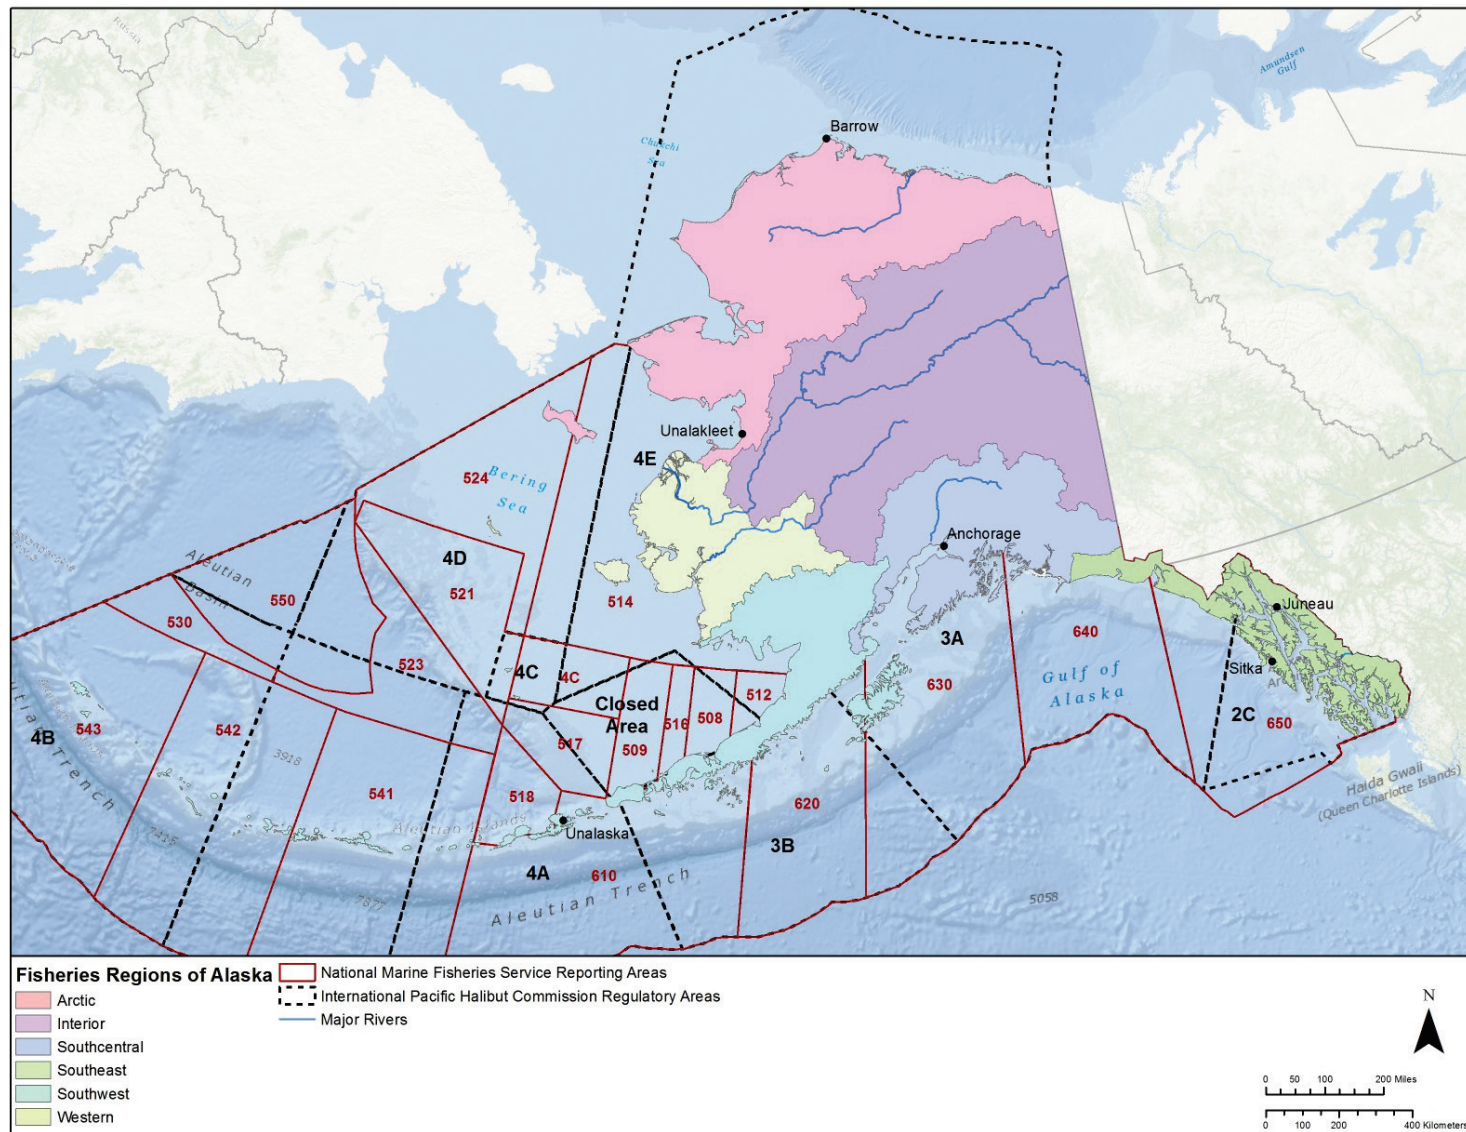 Russia
Amundsen
Gulf
Barrow
Chukchi
Sea
Unalakleet
4E
524
Bering
Sea
4D
521
Anchorage
Aleutian
Basin
550
530
514
523
4C
4C
3A
640
Juneau
Sitka
630
Gulf of
Alaska
2C
650
512
Closed
Area
516
508
509
517
543
542
4B
3918
541
518
Aleutian Islands
Unalaska
620
3B
4A
610
Aleutian Trench
Trench
7415
7877
5058
Haida Gwaii
(Queen Charlotte Islands)
Fisheries Regions of Alaska
Arctic
Interior
Southcentral
Southeast
Southwest
Western
National Marine Fisheries Service Reporting Areas
International Pacific Halibut Commission Regulatory Areas
Major Rivers
N
0 50 100 200 Miles
0 100 200 400 Kilometers